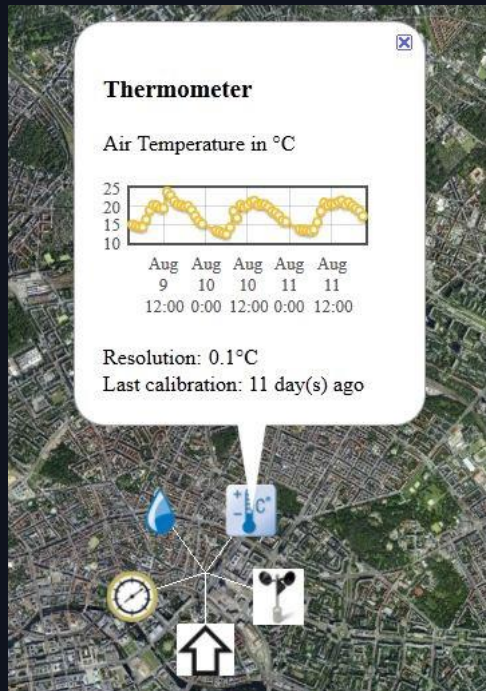 Thermometer
Air Temperature in °C
25
20
15
10
Aug Aug Aug Aug Aug
9 10 10 11 11
12:00 0:00 12:00 0:00 12:00
Resolution: 0.1°C
Last calibration: 11 day(s) ago
+
- C°